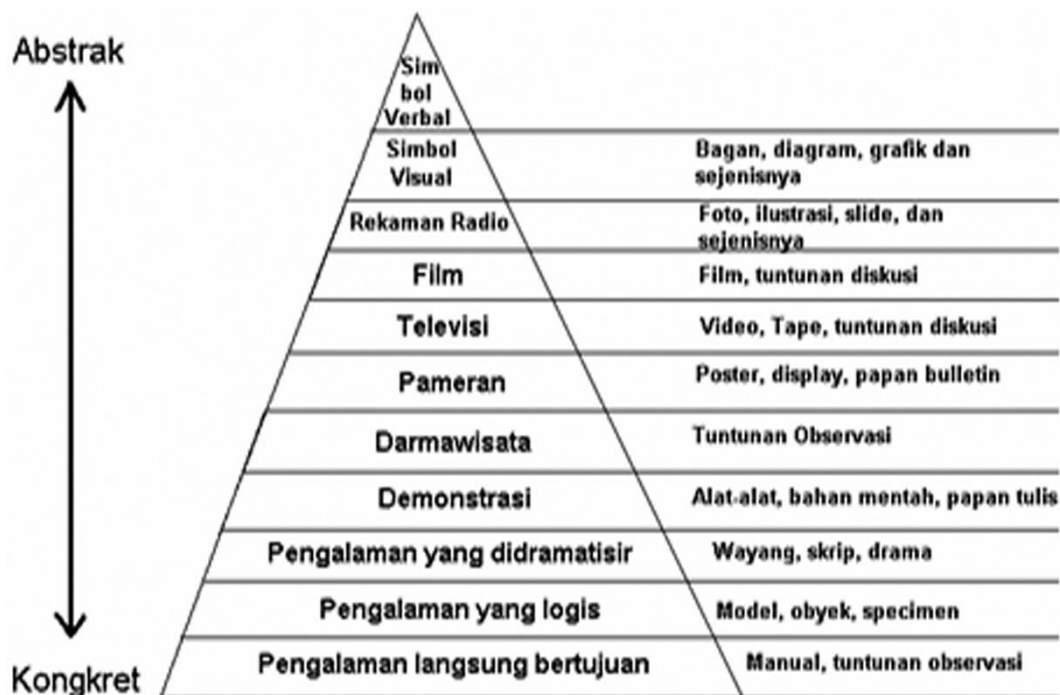 Abstrak
Sim
bol
Verbal
Simbol
Visual
Bagan, diagram, grafik dan
sejenisnya
Rekaman Radio
Foto, ilustrasi, slide, dan
sejenisnya
Film
Film, tuntunan diskusi
Televisi
Video, Tape, tuntunan diskusi
Pameran
Poster, display, papan bulletin
Darmawisata
Tuntunan Observasi
Demonstrasi
Alat-alat, bahan mentah, papan tulis
Pengalaman yang didramatisir
Wayang, skrip, drama
Pengalaman yang logis
Model, obyek, specimen
Pengalaman langsung bertujuan
Manual, tuntunan observasi
Kongkret